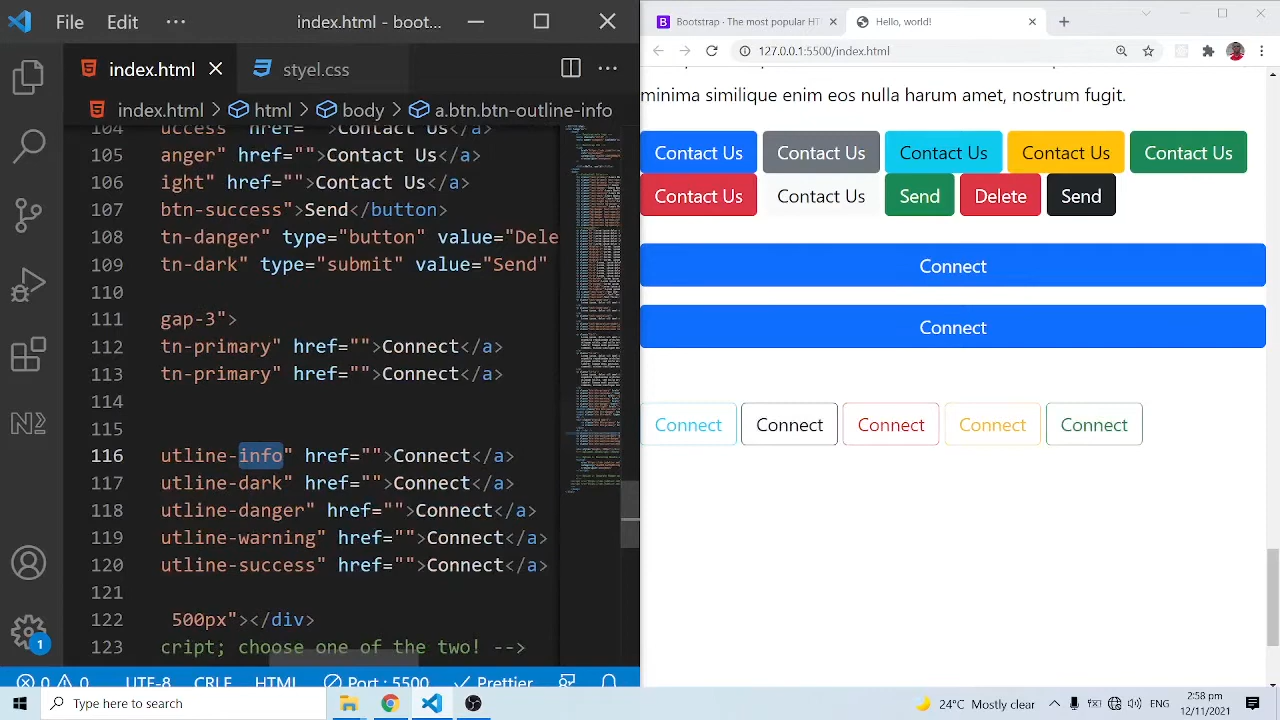 File Edit ··· index.html - boot...
index.html styel.css ···
index.html > html > body > a.btn.btn-outline-info
104 uccess" href="">Contact Us</a>
105 anger" href="">Contact Us</a>
106 ight" href="">Contact Us</a>
107 n-success">Send</button>
108 -danger" type="button" value="Dele
109 -dark" type="submit" value="Send"
110
111 gap-3">
112 tn-primary" href="">Connect</a>
113 tn-primary" href="">Connect</a>
114
115
116 utline-info" href="">Connect</a>
117 utline-dark" href="">Connect</a>
118 utline-danger" href="">Connect</a>
119 utline-warning" href="">Connect</a>
120 utline-success" href="">Connect</a>
121
122 500px"></div>
123 cript; choose one of the two! -->
1
0 0 UTF-8 CRLF HTML Port : 5500 Prettier
Bootstrap · The most popular HT
Hello, world!
127.0.0.1:5500/index.html
minima similique enim eos nulla harum amet, nostrum fugit.
Contact Us Contact Us Contact Us Contact Us Contact Us
Contact Us Contact Us Send Delete Send
Connect
Connect
Connect Connect Connect Connect Connect
Type here to search
24°C Mostly clear ENG
2:58 pm
12/11/2021